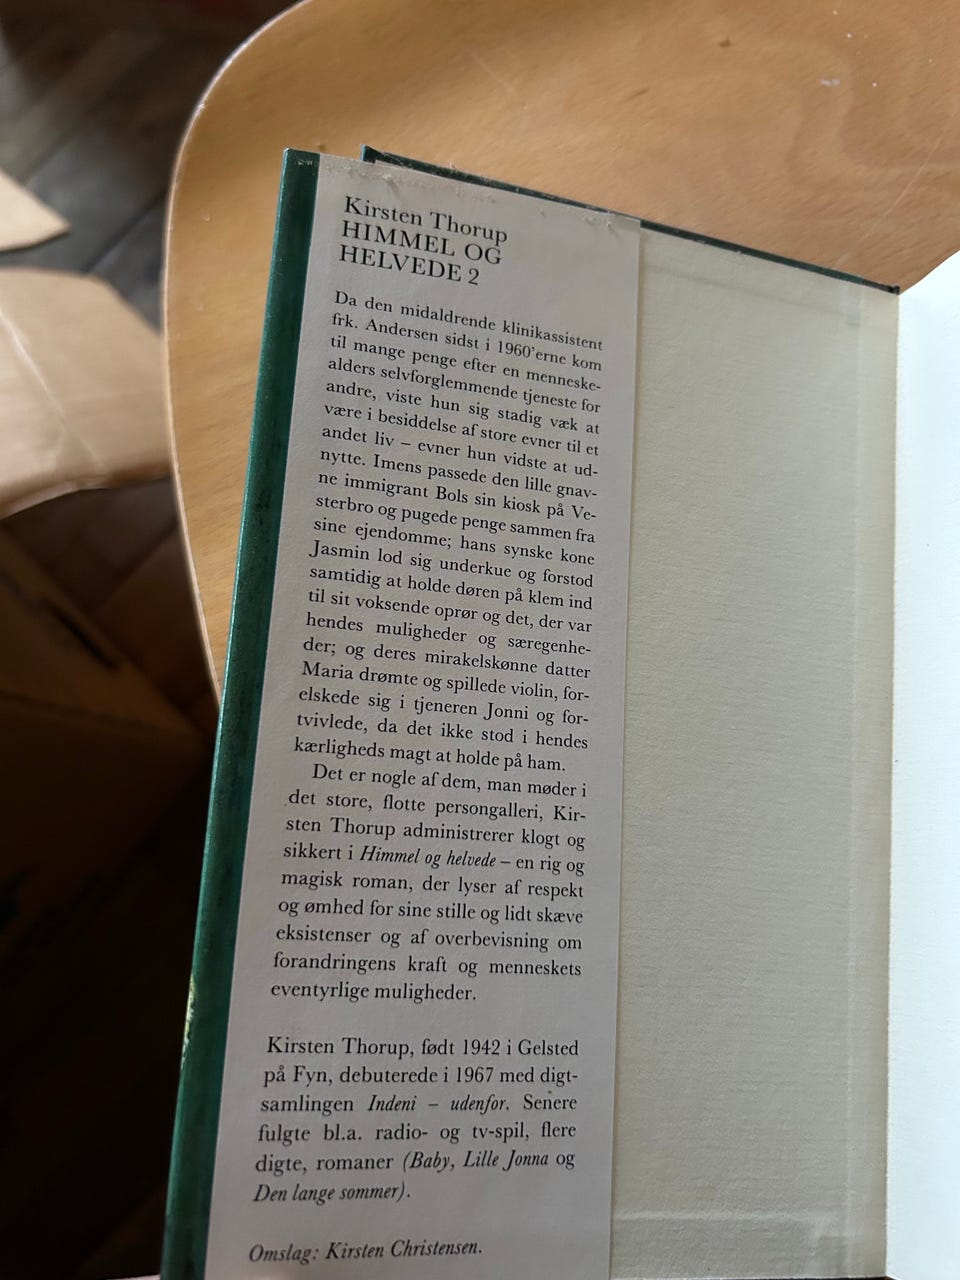 Kirsten Thorup
HIMMEL OG
HELVEDE 2
Da den midaldrende klinikassistent
frk. Andersen sidst i 1960'erne kom
til mange penge efter en menneske-
alders selvforglemmende tjeneste for
andre, viste hun sig stadig væk at
være i besiddelse af store evner til et
andet liv – evner hun vidste at ud-
nytte. Imens passede den lille gnav-
ne immigrant Bols sin kiosk på Ve-
sterbro og pugede penge sammen fra
sine ejendomme; hans synske kone
Jasmin lod sig underkue og forstod
samtidig at holde døren på klem ind
til sit voksende oprør og det, der var
hendes muligheder og særegenhe-
der; og deres mirakelskønne datter
Maria drømte og spillede violin, for-
elskede sig i tjeneren Jonni og for-
tvivlede, da det ikke stod i hendes
kærligheds magt at holde på ham.
Det er nogle af dem, man møder i
det store, flotte persongalleri, Kir-
sten Thorup administrerer klogt og
sikkert i Himmel og helvede – en rig og
magisk roman, der lyser af respekt
og ømhed for sine stille og lidt skæve
eksistenser og af overbevisning om
forandringens kraft og menneskets
eventyrlige muligheder.
Kirsten Thorup, født 1942 i Gelsted
på Fyn, debuterede i 1967 med digt-
samlingen Indeni – udenfor. Senere
fulgte bl.a. radio- og tv-spil, flere
digte, romaner (Baby, Lille Jonna og
Den lange sommer).
Omslag: Kirsten Christensen.